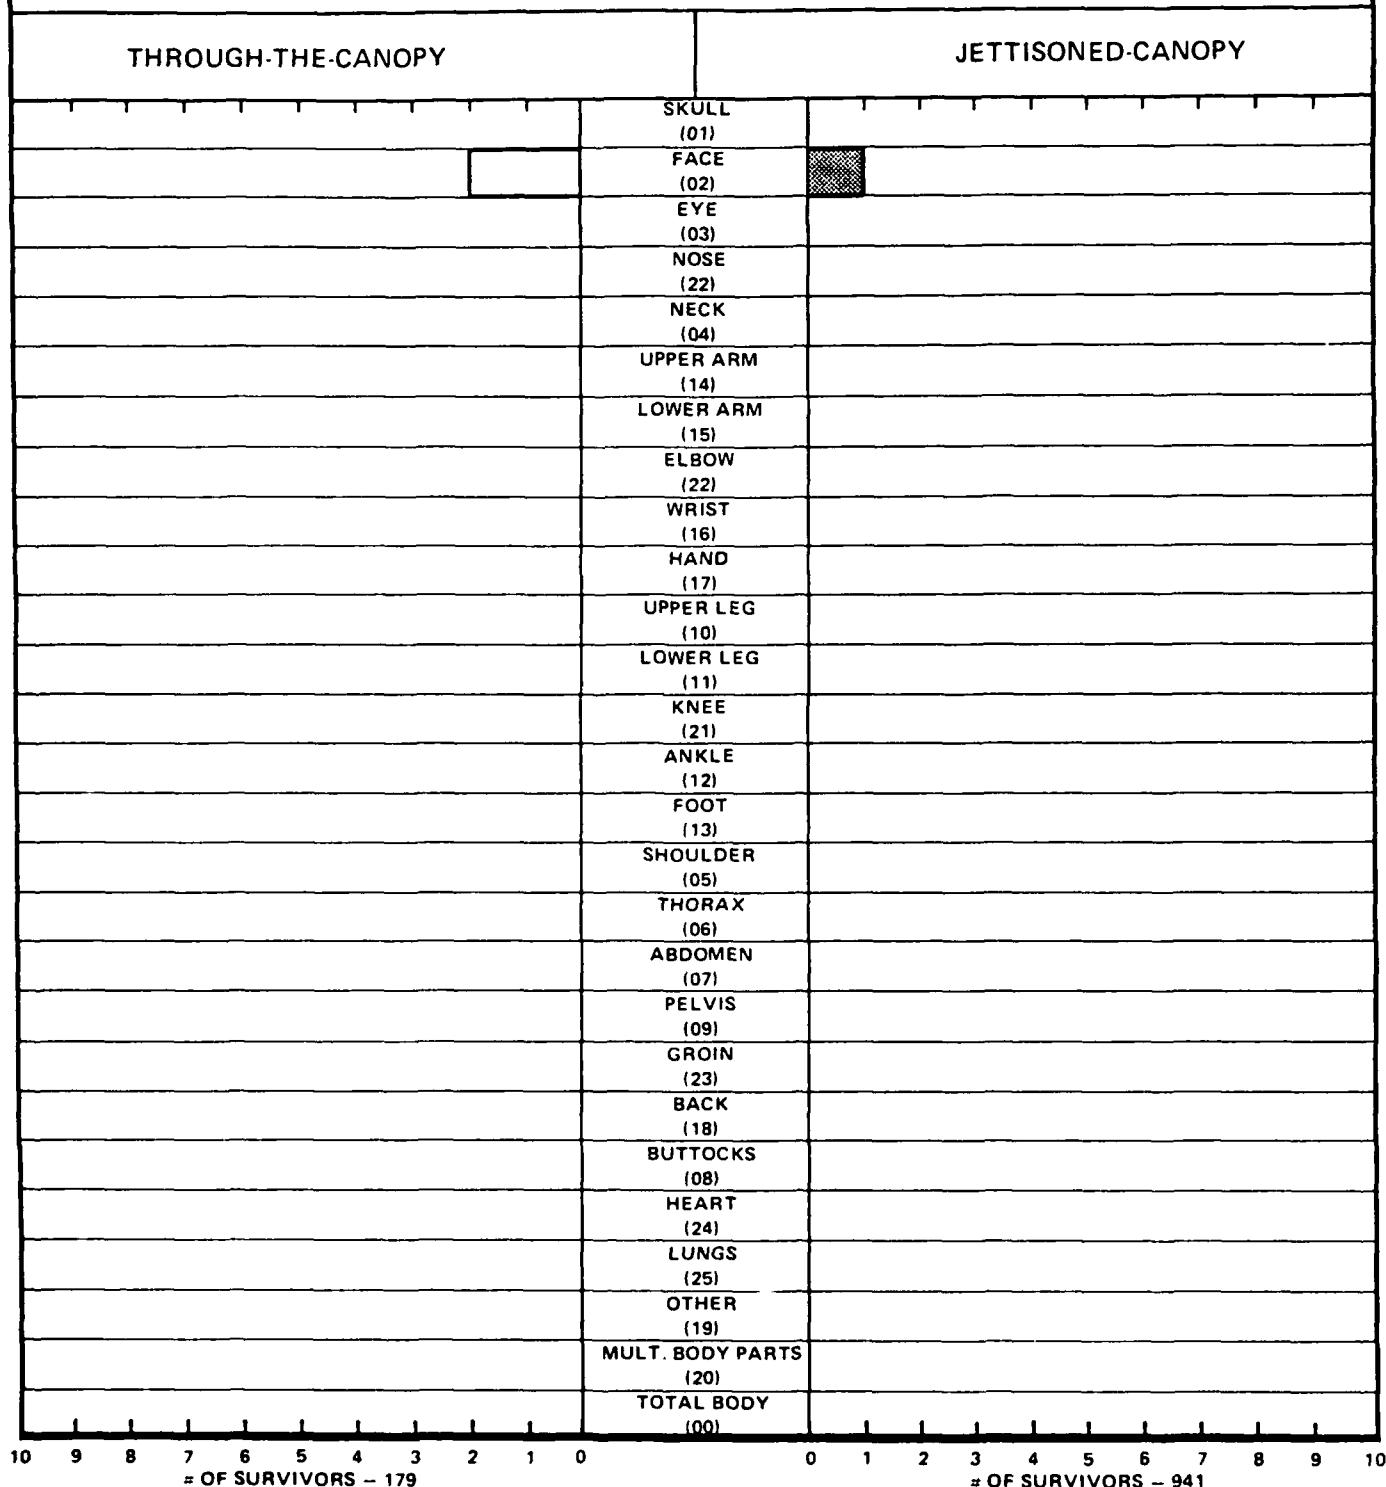 THROUGH-THE-CANOPY
JETTISONED-CANOPY
SKULL
(01)
FACE
(02)
EYE
(03)
NOSE
(22)
NECK
(04)
UPPER ARM
(14)
LOWER ARM
(15)
ELBOW
(22)
WRIST
(16)
HAND
(17)
UPPER LEG
(10)
LOWER LEG
(11)
KNEE
(21)
ANKLE
(12)
FOOT
(13)
SHOULDER
(05)
THORAX
(06)
ABDOMEN
(07)
PELVIS
(09)
GROIN
(23)
BACK
(18)
BUTTOCKS
(08)
HEART
(24)
LUNGS
(25)
OTHER
(19)
MULT. BODY PARTS
(20)
TOTAL BODY
(00)
10 9 8 7 6 5 4 3 2 1 0 0 1 2 3 4 5 6 7 8 9 10
# OF SURVIVORS – 179
# OF SURVIVORS – 941